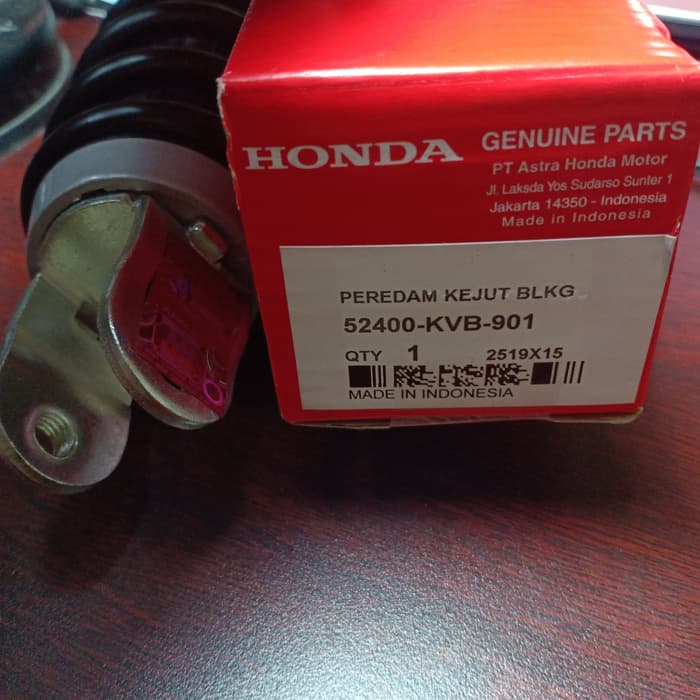 HONDA
GENUINE PARTS
PT Astra Honda Motor
Jl. Laksda Yos Sudarso Sunter 1
Jakarta 14350 - Indonesia
Made in Indonesia
PEREDAM KEJUT BLKG
52400-KVB-901
QTY 1 2519X15
MADE IN INDONESIA